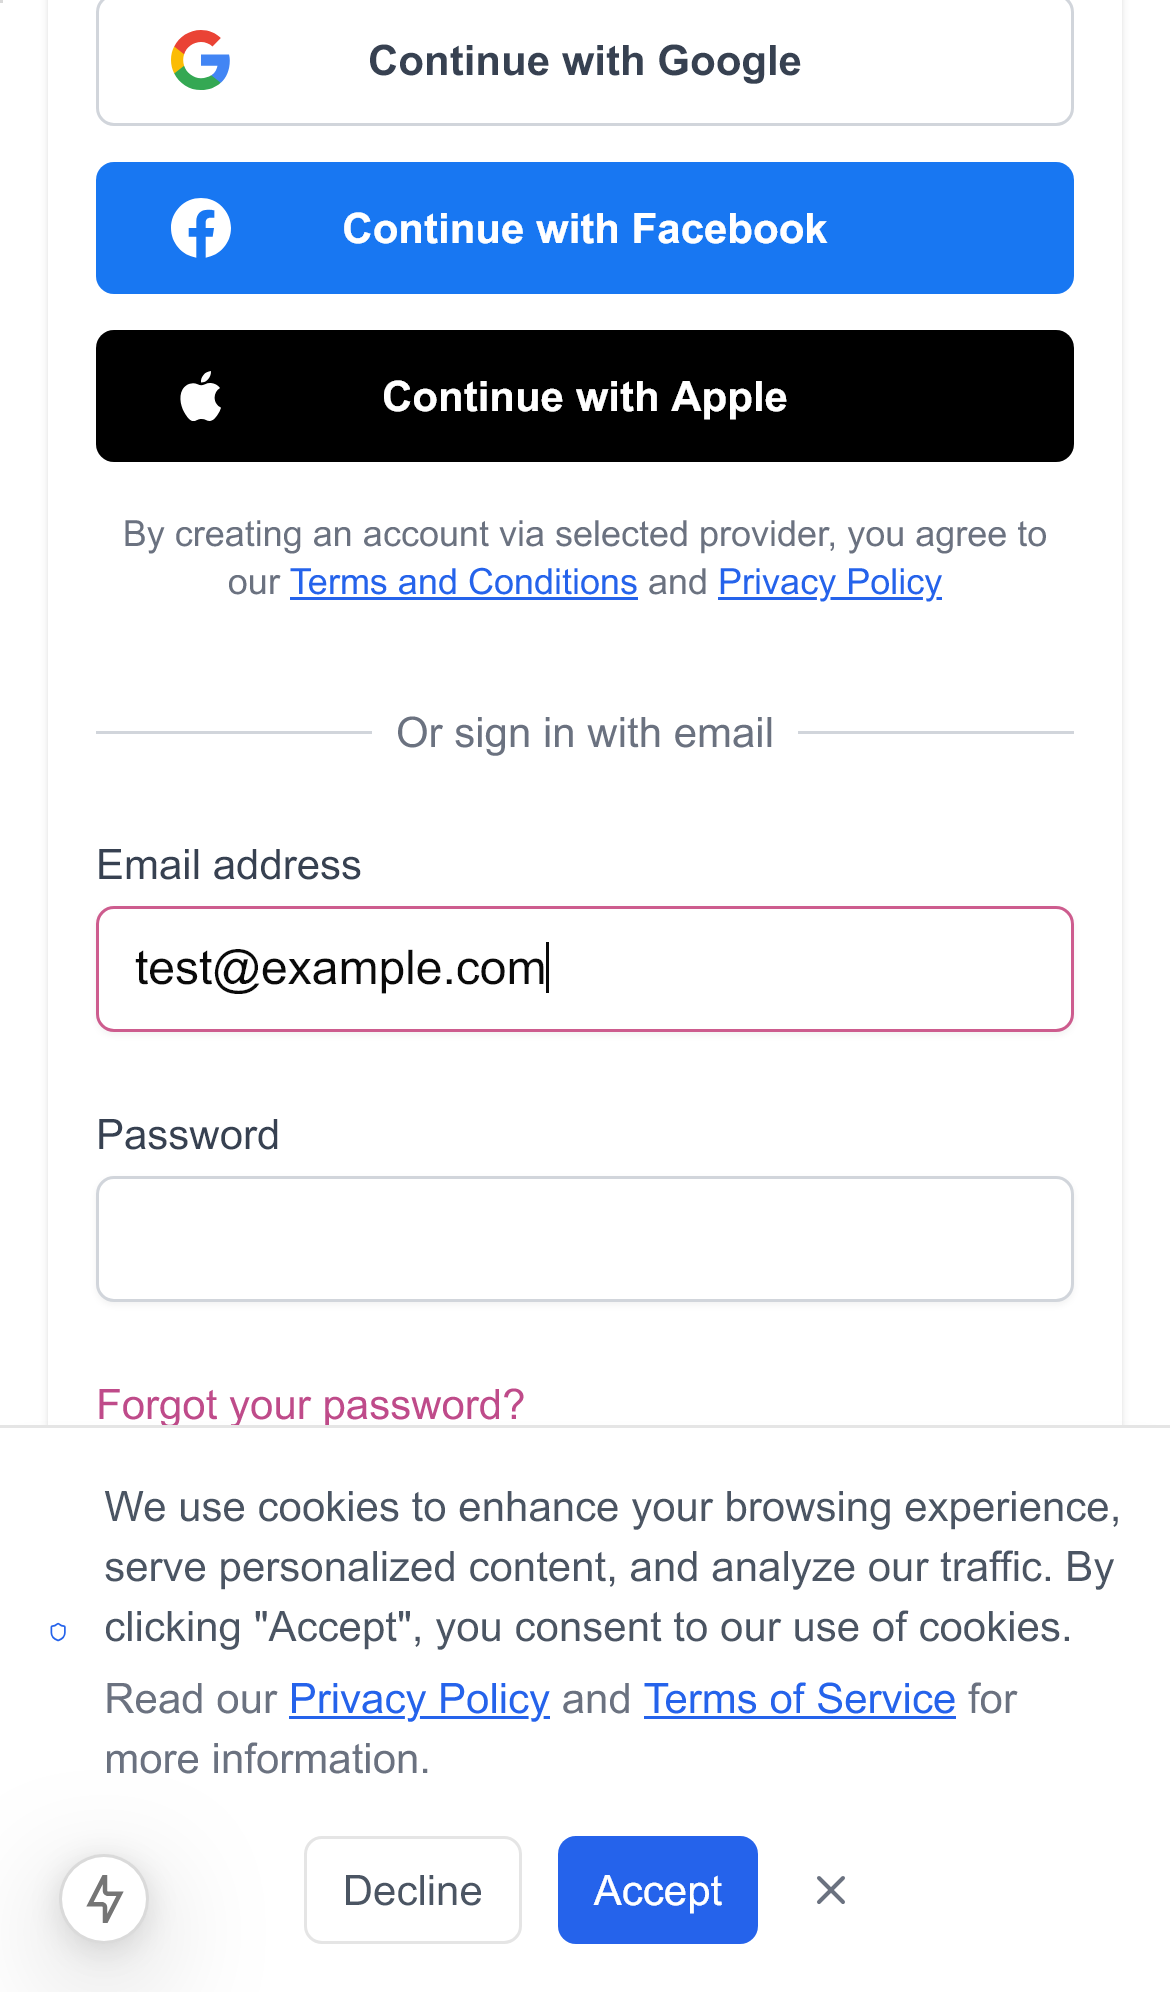 Continue with Google
Continue with Facebook
Continue with Apple
By creating an account via selected provider, you agree to
our Terms and Conditions and Privacy Policy
Or sign in with email
Email address
test@example.com
Password
Forgot your password?
We use cookies to enhance your browsing experience,
serve personalized content, and analyze our traffic. By
clicking "Accept", you consent to our use of cookies.
Read our Privacy Policy and Terms of Service for
more information.
Decline
Accept